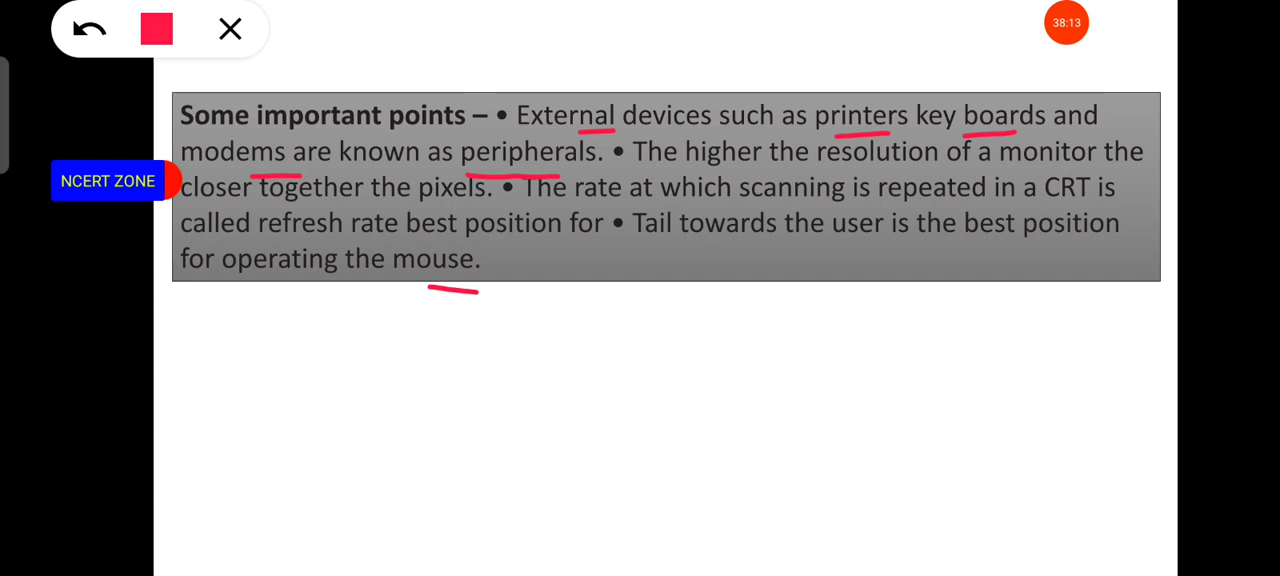 38:13
Some important points – • External devices such as printers key boards and
modems are known as peripherals. • The higher the resolution of a monitor the
NCERT ZONE
closer together the pixels. • The rate at which scanning is repeated in a CRT is
called refresh rate best position for • Tail towards the user is the best position
for operating the mouse.